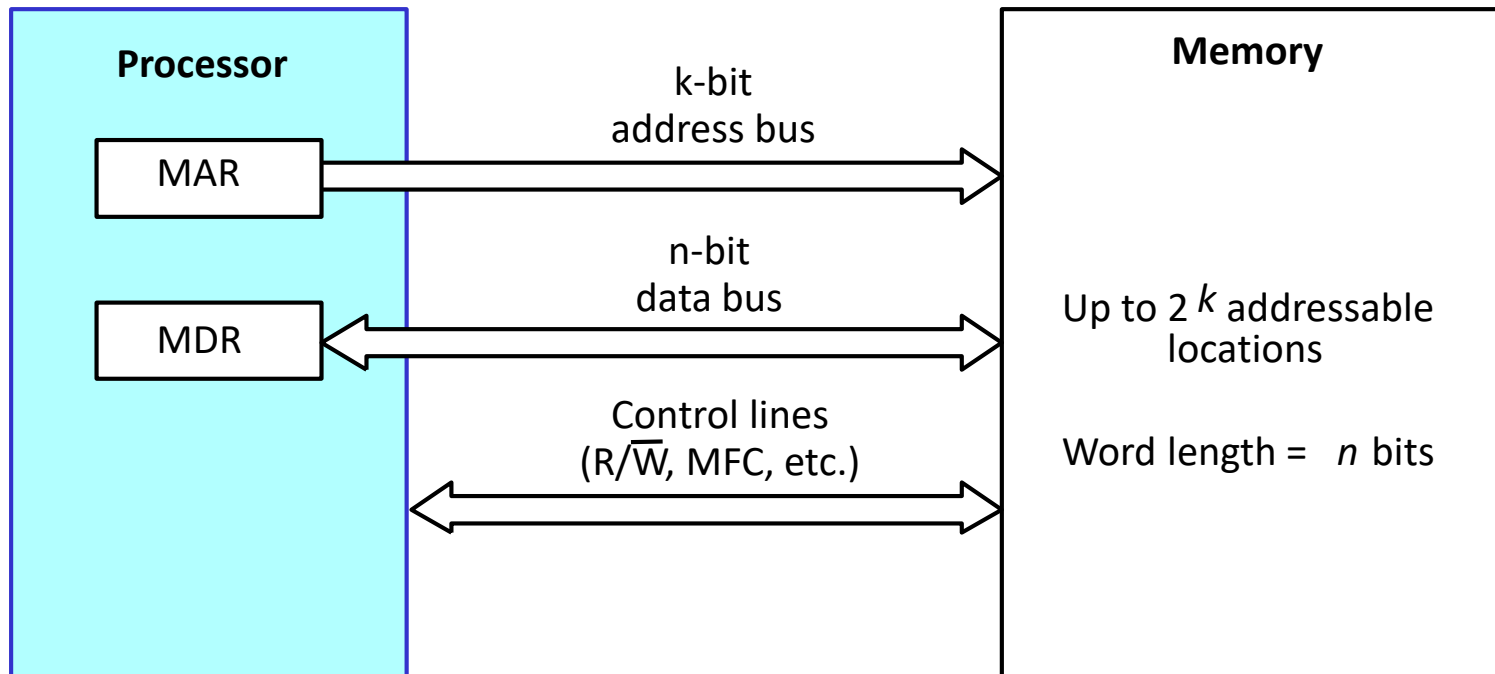 Processor
Memory
k-bit
address bus
MAR
n-bit
data bus
MDR
Up to 2 k addressable
locations
Control lines
(R/W̅, MFC, etc.)
Word length = n bits